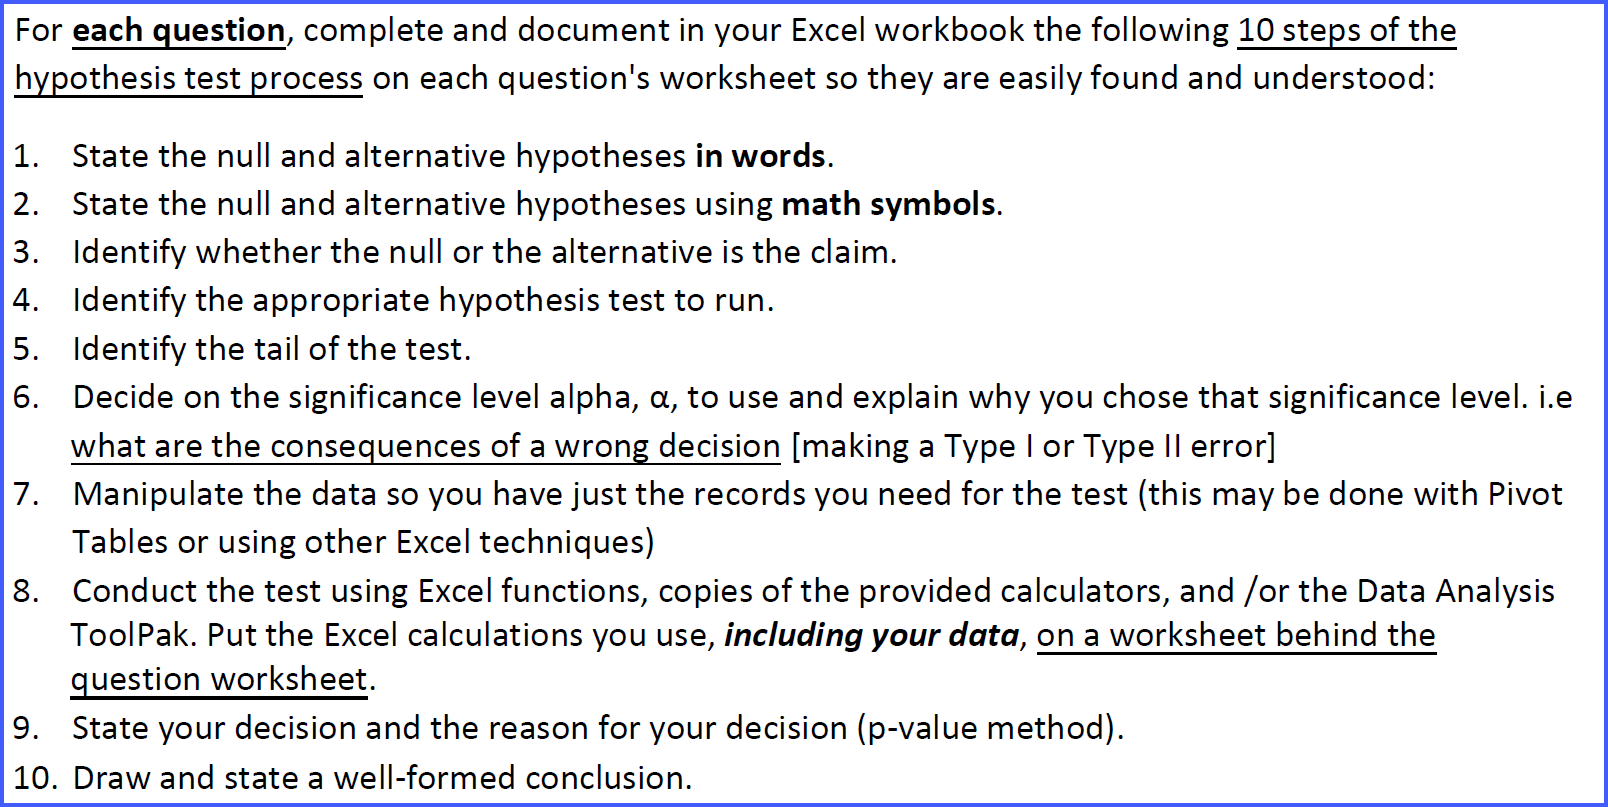 For each question, complete and document in your Excel workbook the following 10 steps of the
hypothesis test process on each question's worksheet so they are easily found and understood:
1. State the null and alternative hypotheses in words.
2. State the null and alternative hypotheses using math symbols.
3. Identify whether the null or the alternative is the claim.
4. Identify the appropriate hypothesis test to run.
5. Identify the tail of the test.
6. Decide on the significance level alpha, α, to use and explain why you chose that significance level. i.e
what are the consequences of a wrong decision [making a Type I or Type II error]
7. Manipulate the data so you have just the records you need for the test (this may be done with Pivot
Tables or using other Excel techniques)
8. Conduct the test using Excel functions, copies of the provided calculators, and /or the Data Analysis
ToolPak. Put the Excel calculations you use, including your data, on a worksheet behind the
question worksheet.
9. State your decision and the reason for your decision (p-value method).
10. Draw and state a well-formed conclusion.